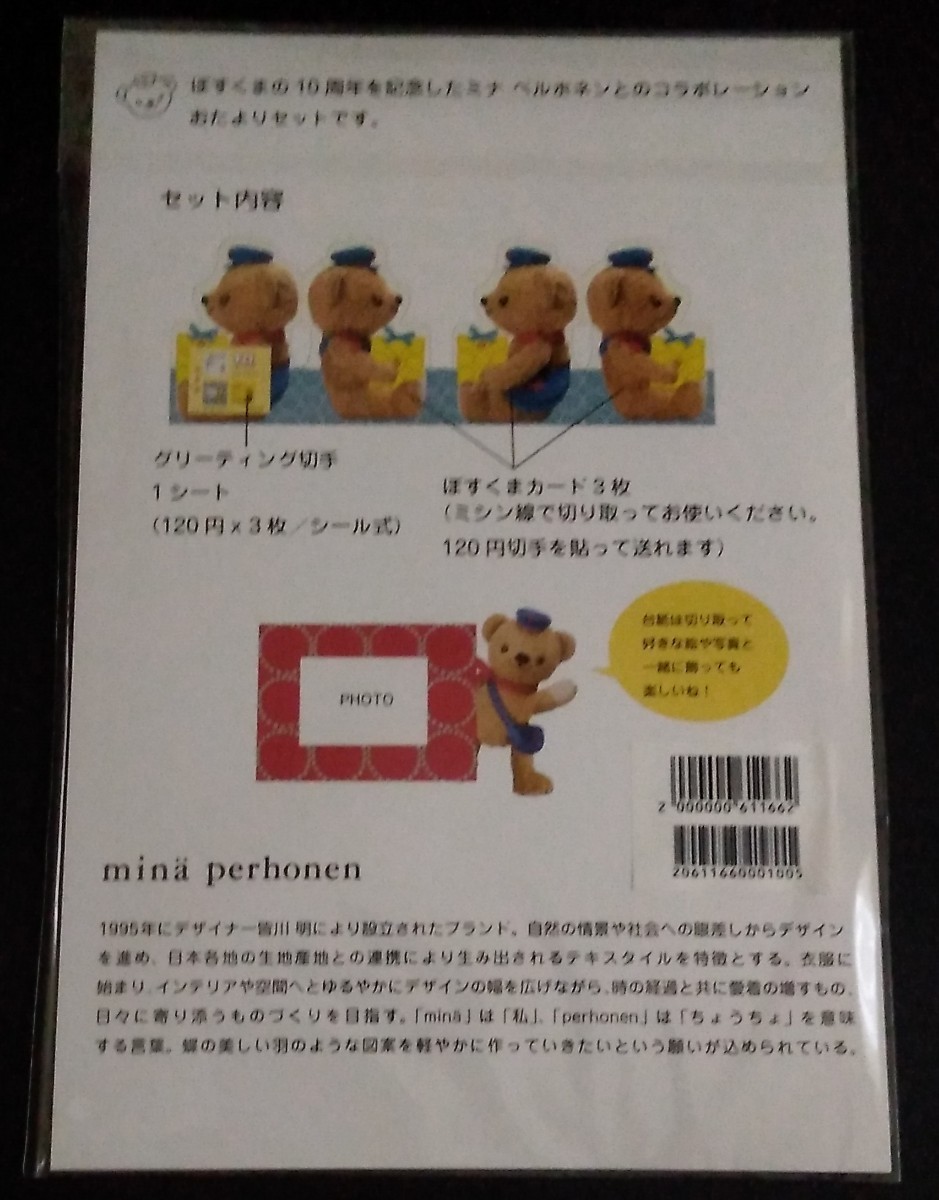 ぽすくまの10周年を記念したミナ ペルホネンとのコラボレーション
おたよりセットです。
セット内容
グリーティング切手
1シート
(120円x3枚/シール式)
ぽすくまカード3枚
(ミシン線で切り取ってお使いください。
120円切手を貼って送れます)
PHOTO
台紙は切り取って
好きな絵や写真と
一緒に飾っても
楽しいね!
2 000000 611662
20611660001005
minä perhonen
1995年にデザイナー皆川 明により設立されたブランド。自然の情景や社会への眼差しからデザイン
を進め、日本各地の生地産地との連携により生み出されるテキスタイルを特徴とする。衣服に
始まり、インテリアや空間へとゆるやかにデザインの幅を広げながら、時の経過と共に愛着の増すもの、
日々に寄り添うものづくりを目指す。「minä」は「私」、「perhonen」は「ちょうちょ」を意味
する言葉。蝶の美しい羽のような図案を軽やかに作っていきたいという願いが込められている。